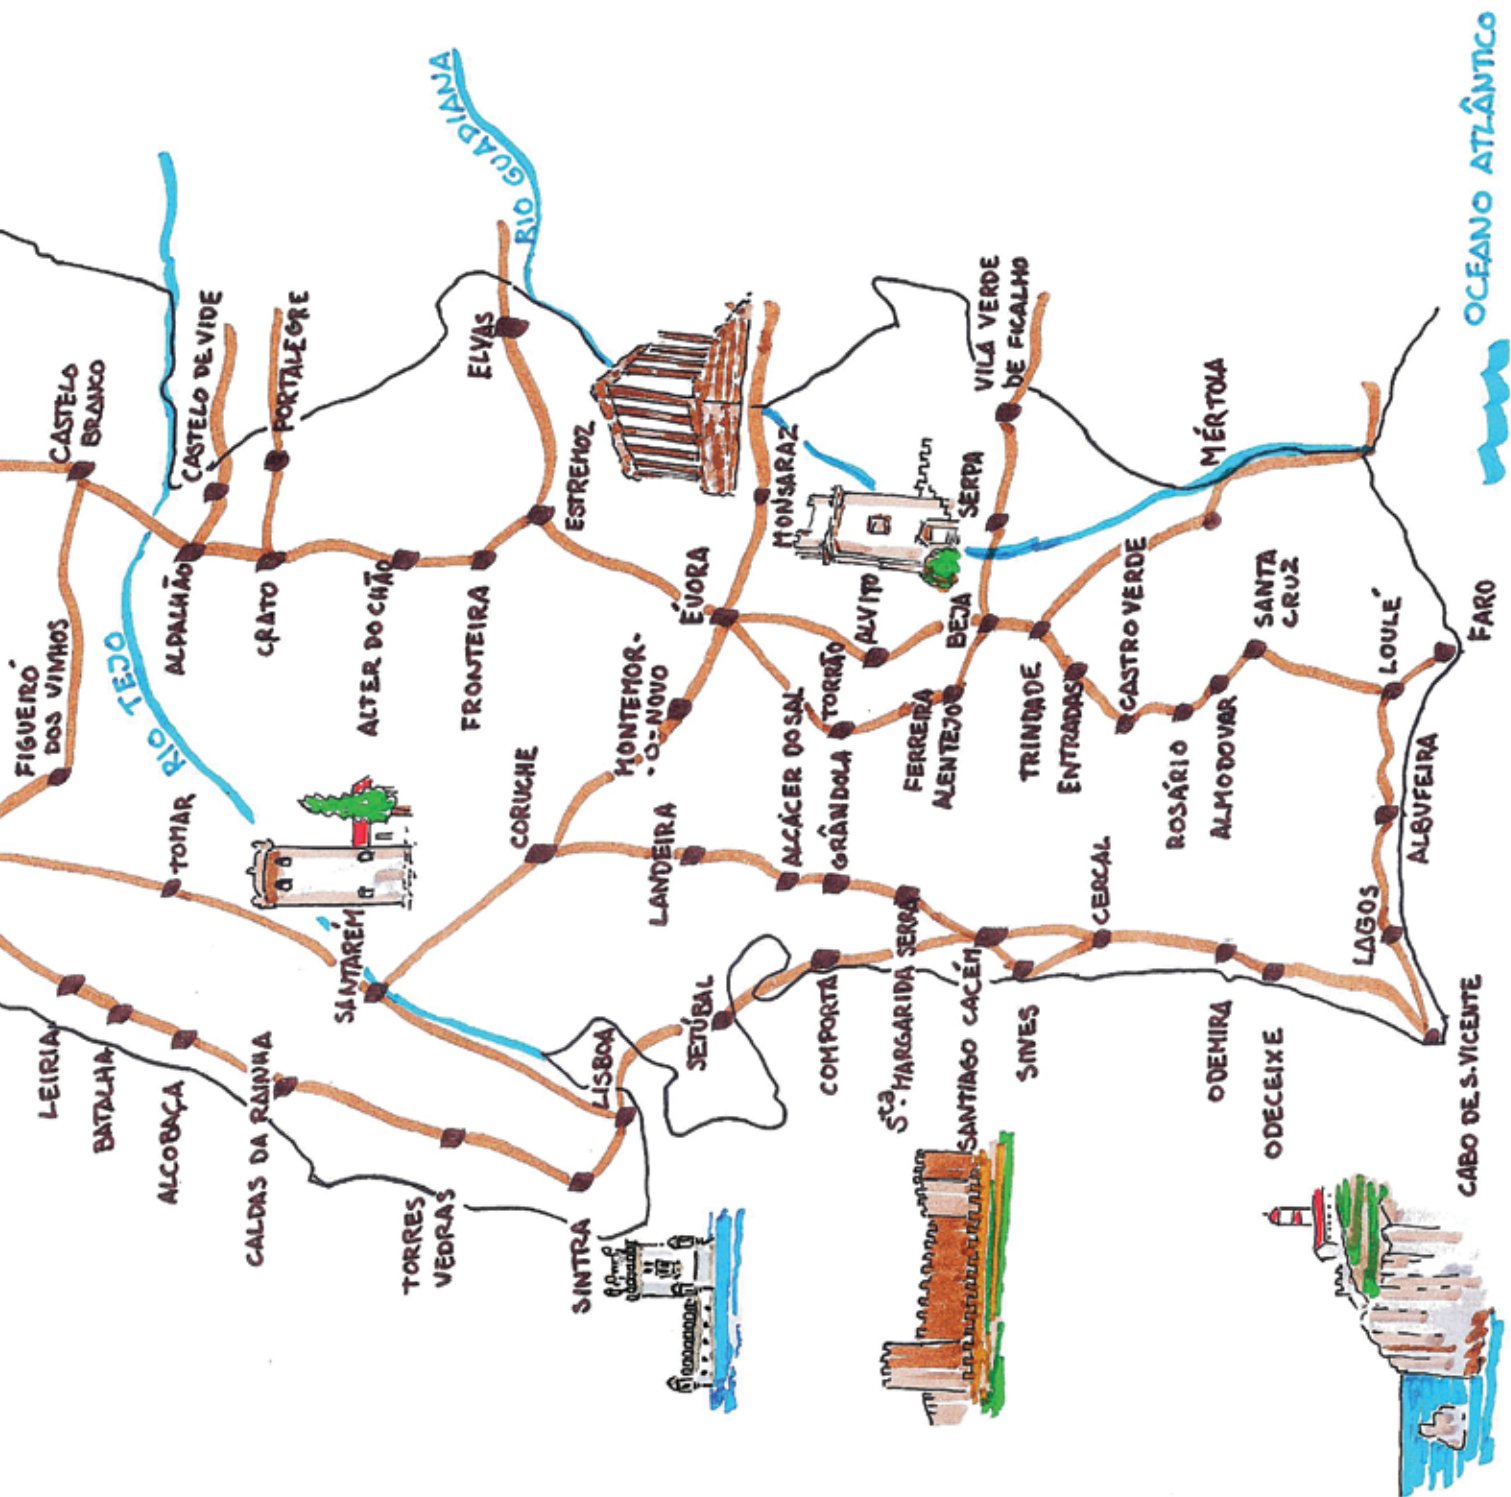 CASTELO
BRANCO
FIGUEIRÓ
DOS VINHOS
RIO TEJO
CASTELO DE VIDE
PORTALEGRE
ALPALHÃO
CRATO
ALTER DO CHÃO
FRONTEIRA
ELVAS
ESTREMOZ
RIO GUADIANA
TOMAR
LEIRIA
BATALHA
ALCOBAÇA
CALDAS DA RAINHA
TORRES
VEDRAS
SINTRA
LISBOA
SANTARÉM
CORUCHE
MONTEMOR-
-O-NOVO
ÉVORA
MONSARAZ
LANDEIRA
SETÚBAL
ALCÁCER DO SAL
GRÂNDOLA
TORRÃO
ALVITO
COMPORTA
Sta. MARGARIDA SERRA
SANTIAGO CACÉM
SINES
CERCAL
FERREIRA
ALENTEJO
BEJA
SERPA
VILA VERDE
DE FICALHO
TRINDADE
ENTRADAS
CASTRO VERDE
MÉRTOLA
ROSÁRIO
ALMODOVAR
SANTA
CRUZ
ODEMIRA
ODECEIXE
LAGOS
ALBUFEIRA
LOULÉ
FARO
CABO DE S. VICENTE
OCEANO ATLÂNTICO